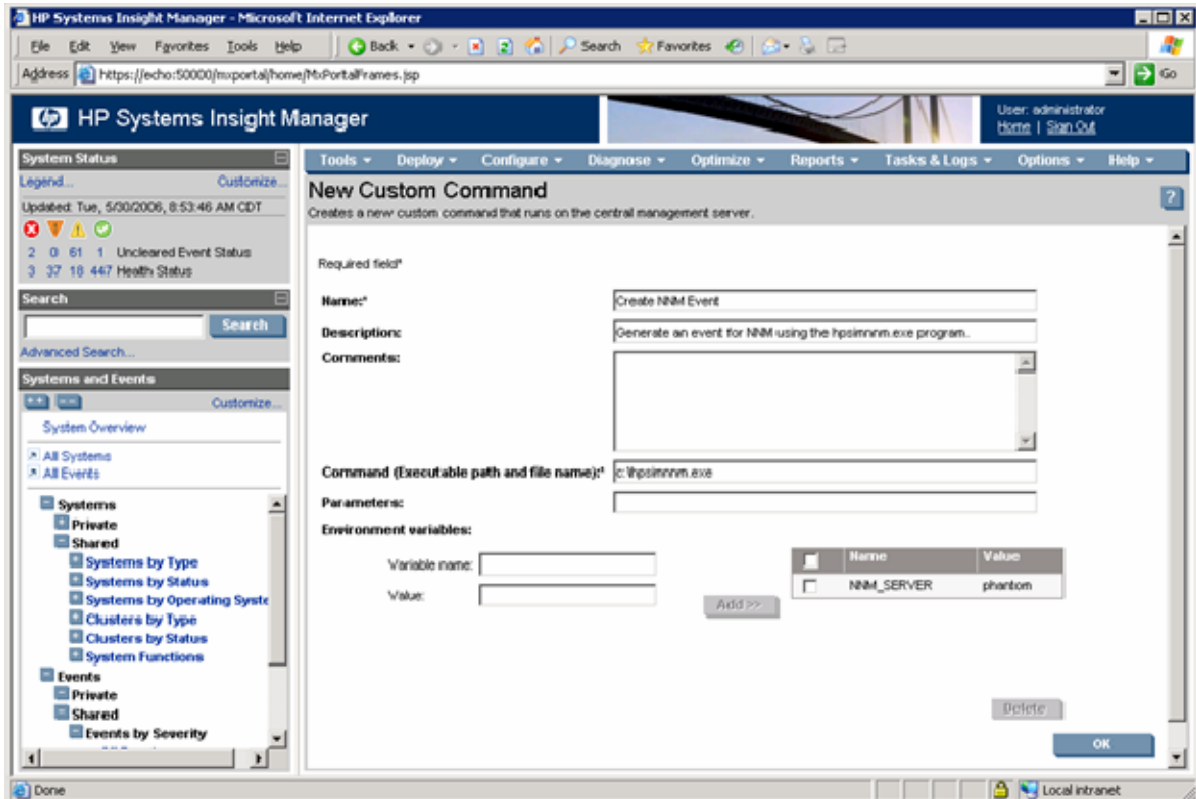 HP Systems Insight Manager - Microsoft Internet Explorer
File Edit View Favorites Tools Help
Back Search Favorites
Address https://echo:50000/mxportal/home/MxPortalFrames.jsp Go
hp HP Systems Insight Manager
User: administrator
Home | Sign Out
System Status
Legend... Customize...
Updated: Tue, 5/30/2006, 8:53:46 AM CDT
2 0 61 1 Uncleared Event Status
3 37 18 447 Health Status
Search
Search
Advanced Search...
Systems and Events
Customize...
System Overview
All Systems
All Events
Systems
Private
Shared
Systems by Type
Systems by Status
Systems by Operating Syste
Clusters by Type
Clusters by Status
System Functions
Events
Private
Shared
Events by Severity
Tools Deploy Configure Diagnose Optimize Reports Tasks & Logs Options Help
New Custom Command
?
Creates a new custom command that runs on the central management server.
Required field*
Name:* Create NNM Event
Description: Generate an event for NNM using the hpsimnnm.exe program..
Comments:
Command (Executable path and file name):* c:\hpsimnnm.exe
Parameters:
Environment variables:
Variable name:
Value:
Add >>
Name Value
NNM_SERVER phantom
Delete
OK
Done Local intranet